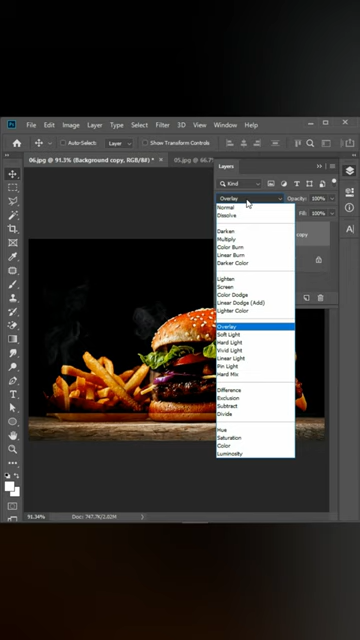 Ps File Edit Image Layer Type Select Filter 3D View Window Help
Auto-Select: Layer Show Transform Controls
06.jpg @ 91.3% (Background copy, RGB/8#) * × 05.jpg @ 66.7%
Layers
Kind
Overlay Opacity: 100%
Normal Fill: 100%
Dissolve
Darken
copy
Multiply
Color Burn
Linear Burn
Darker Color
Lighten
Screen
Color Dodge
Linear Dodge (Add)
Lighter Color
Overlay
Soft Light
Hard Light
Vivid Light
Linear Light
Pin Light
Hard Mix
Difference
Exclusion
Subtract
Divide
Hue
Saturation
Color
Luminosity
91.34% Doc: 747.7K/2.02M